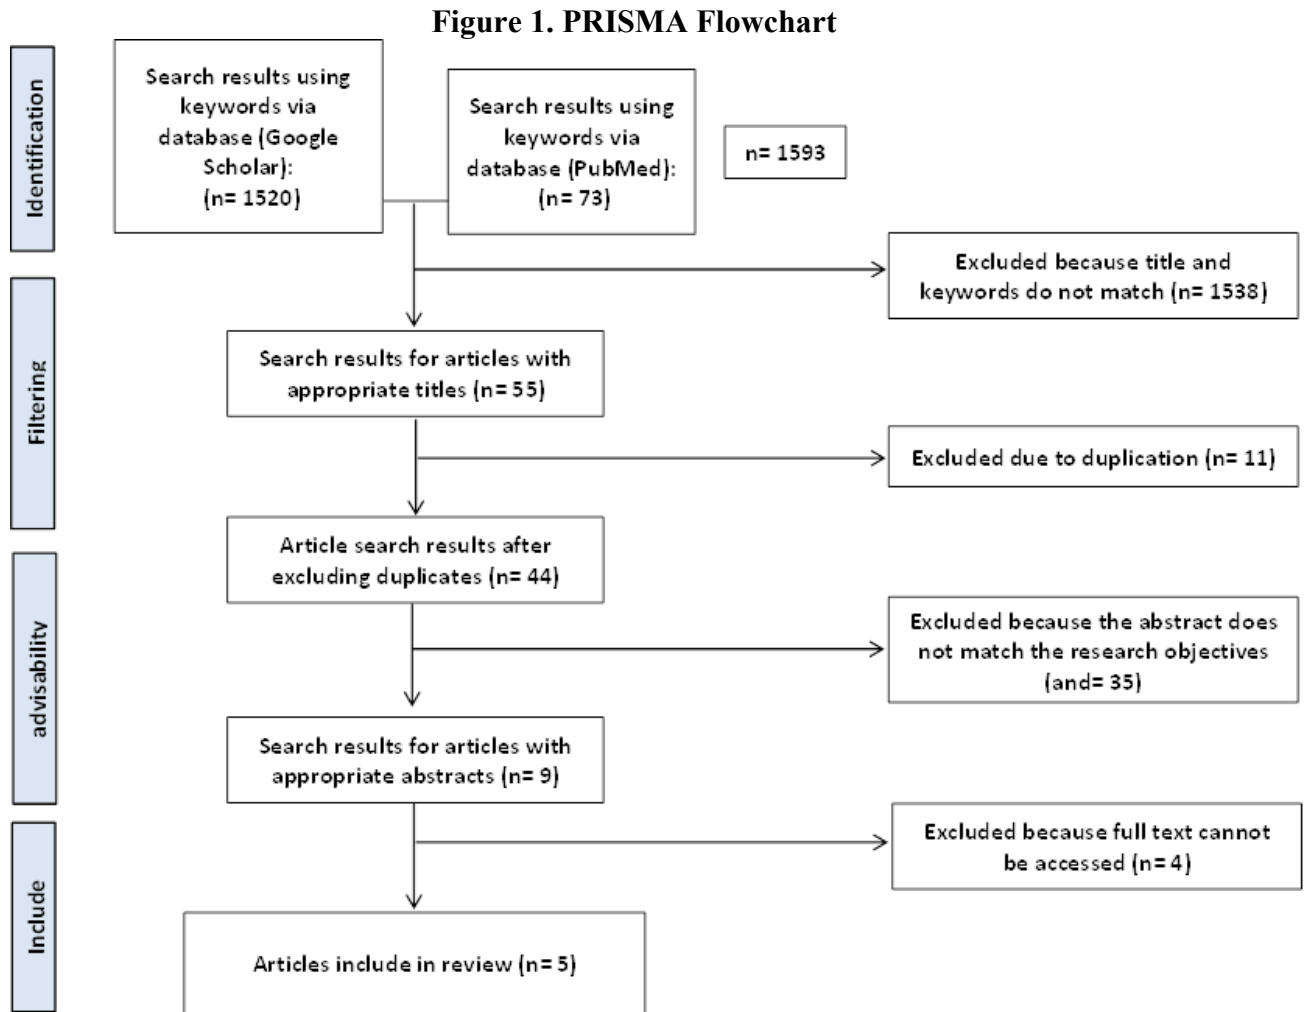 Figure 1. PRISMA Flowchart
Identification
Search results using
keywords via
database (Google
Scholar):
(n= 1520)
Search results using
keywords via
database (PubMed):
(n= 73)
n= 1593
Excluded because title and
keywords do not match (n= 1538)
Filtering
Search results for articles with
appropriate titles (n= 55)
Excluded due to duplication (n= 11)
Article search results after
excluding duplicates (n= 44)
advisability
Excluded because the abstract does
not match the research objectives
(and= 35)
Search results for articles with
appropriate abstracts (n= 9)
Excluded because full text cannot
be accessed (n= 4)
Include
Articles include in review (n= 5)